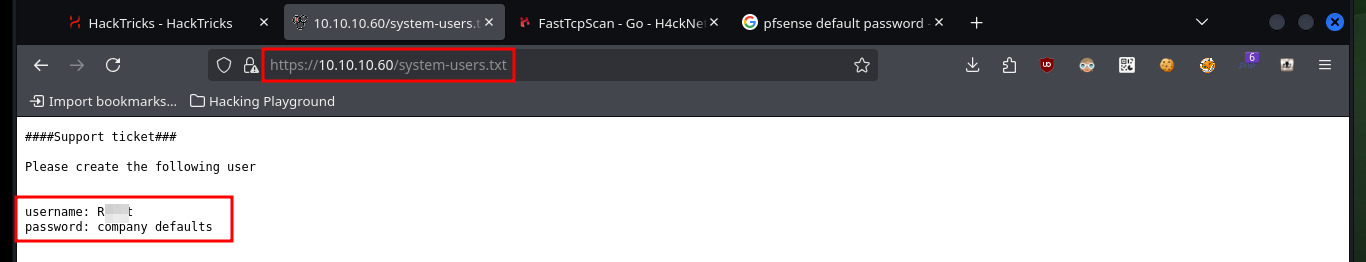 HackTricks - HackTricks
10.10.10.60/system-users.t
FastTcpScan - Go - H4ckNe
pfsense default password -
https://10.10.10.60/system-users.txt
6
Import bookmarks...
Hacking Playground
####Support ticket###
Please create the following user
username:
password: company defaults